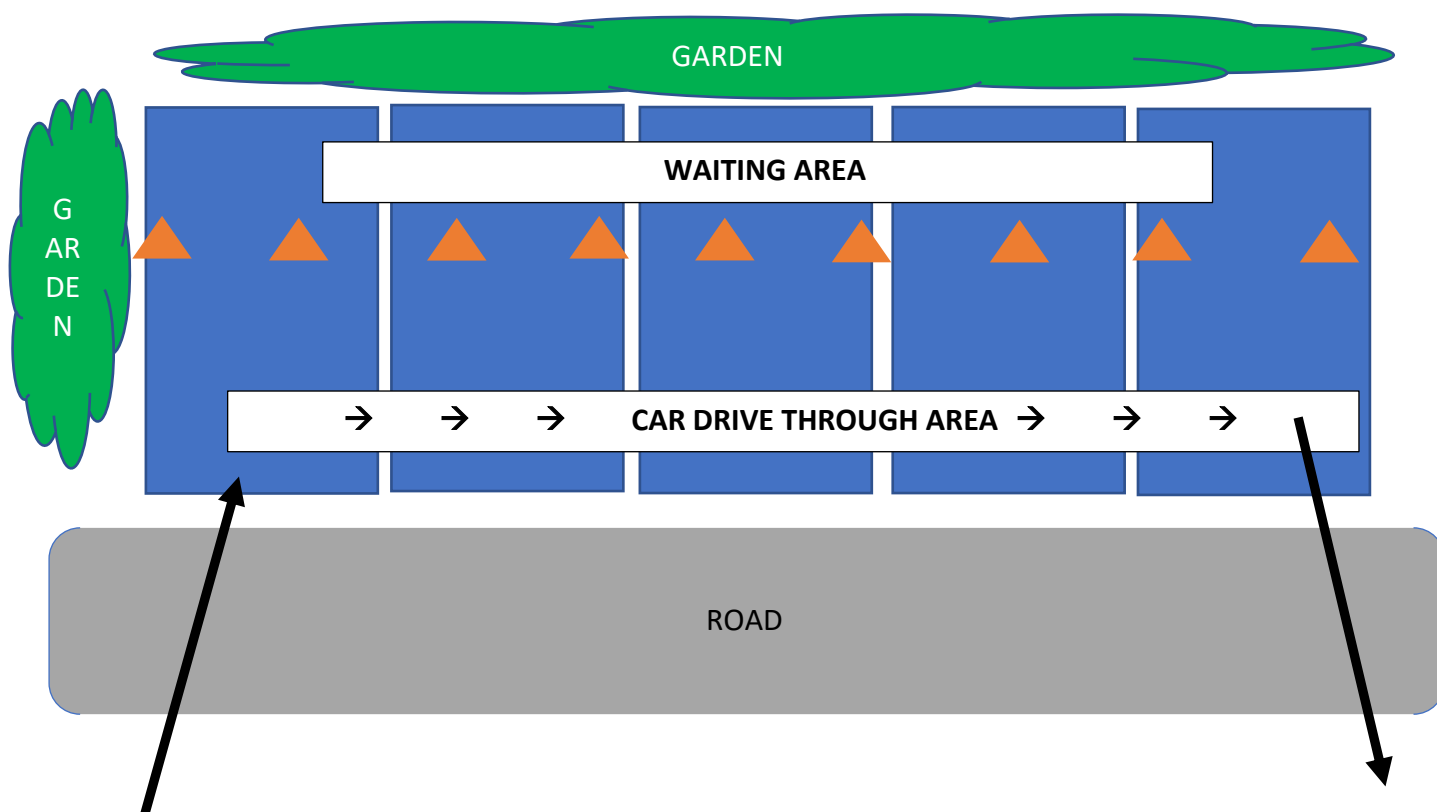 GARDEN
WAITING AREA
G
AR
DE
N
→ → → CAR DRIVE THROUGH AREA → → →
ROAD